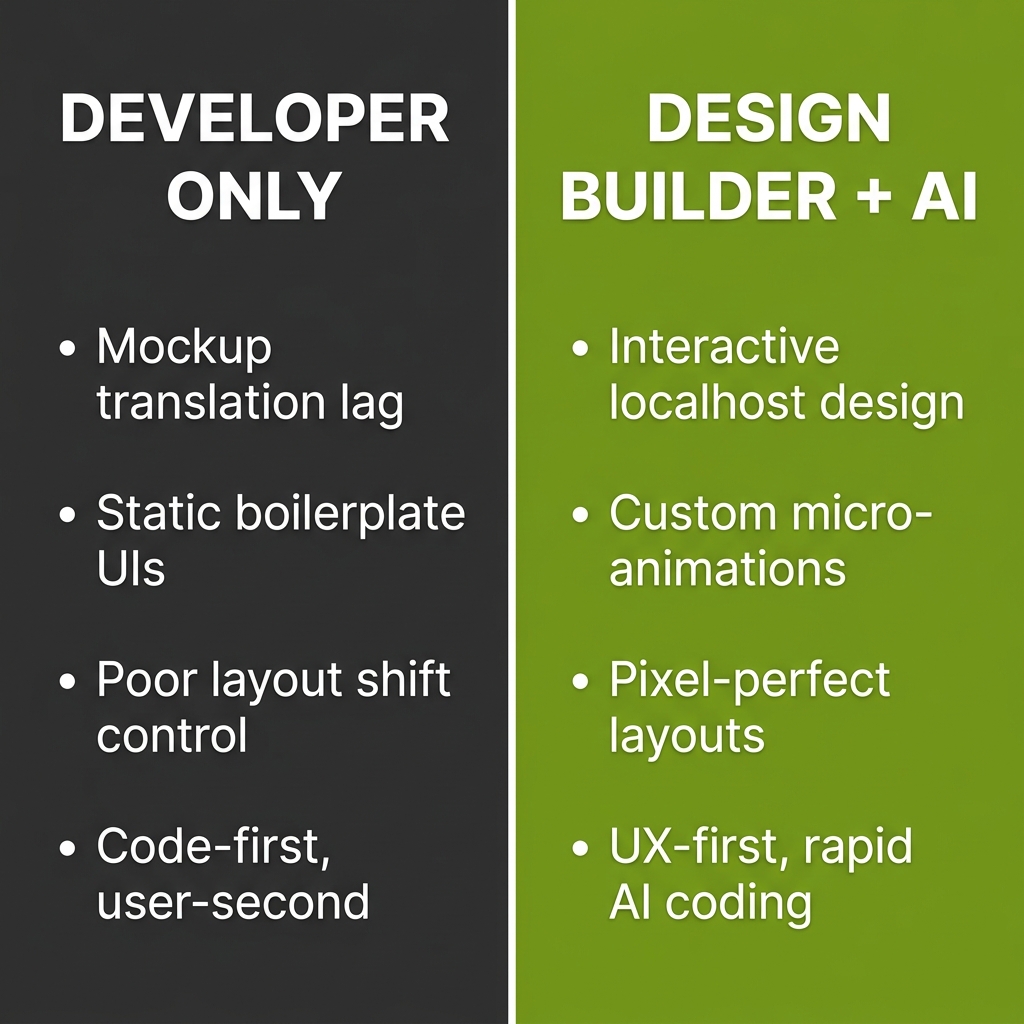 DEVELOPER
ONLY
• Mockup
translation lag
• Static boilerplate
UIs
• Poor layout shift
control
• Code-first,
user-second
DESIGN
BUILDER + AI
• Interactive
localhost design
• Custom micro-
animations
• Pixel-perfect
layouts
• UX-first, rapid
AI coding